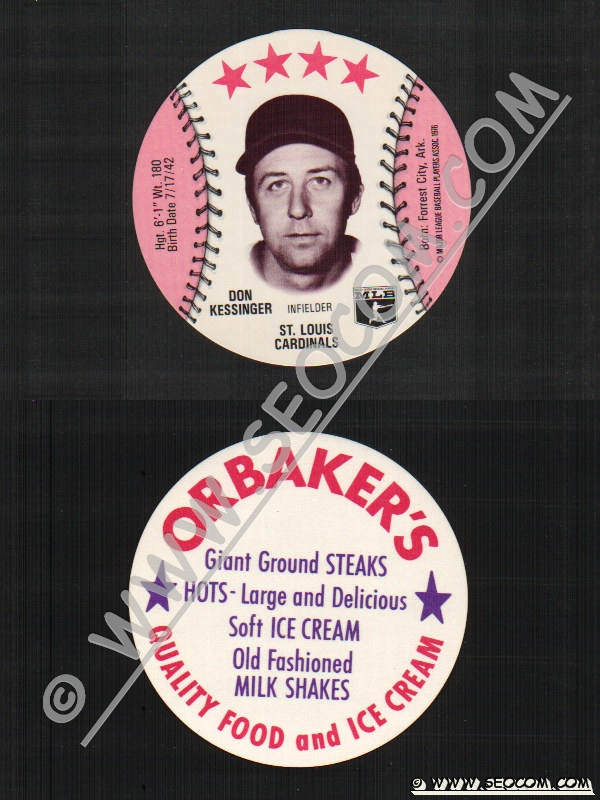 Hgt. 6'-1" Wt. 180
Birth Date 7/17/42
Born: Forrest City, Ark.
© MAJOR LEAGUE BASEBALL PLAYERS ASSOC. 1976
DON
KESSINGER
INFIELDER
MLB
ST. LOUIS
CARDINALS
ORBAKER'S
Giant Ground STEAKS
HOTS - Large and Delicious
Soft ICE CREAM
Old Fashioned
MILK SHAKES
QUALITY FOOD and ICE CREAM
© WWW.SEOCOM.COM
© WWW.SEOCOM.COM